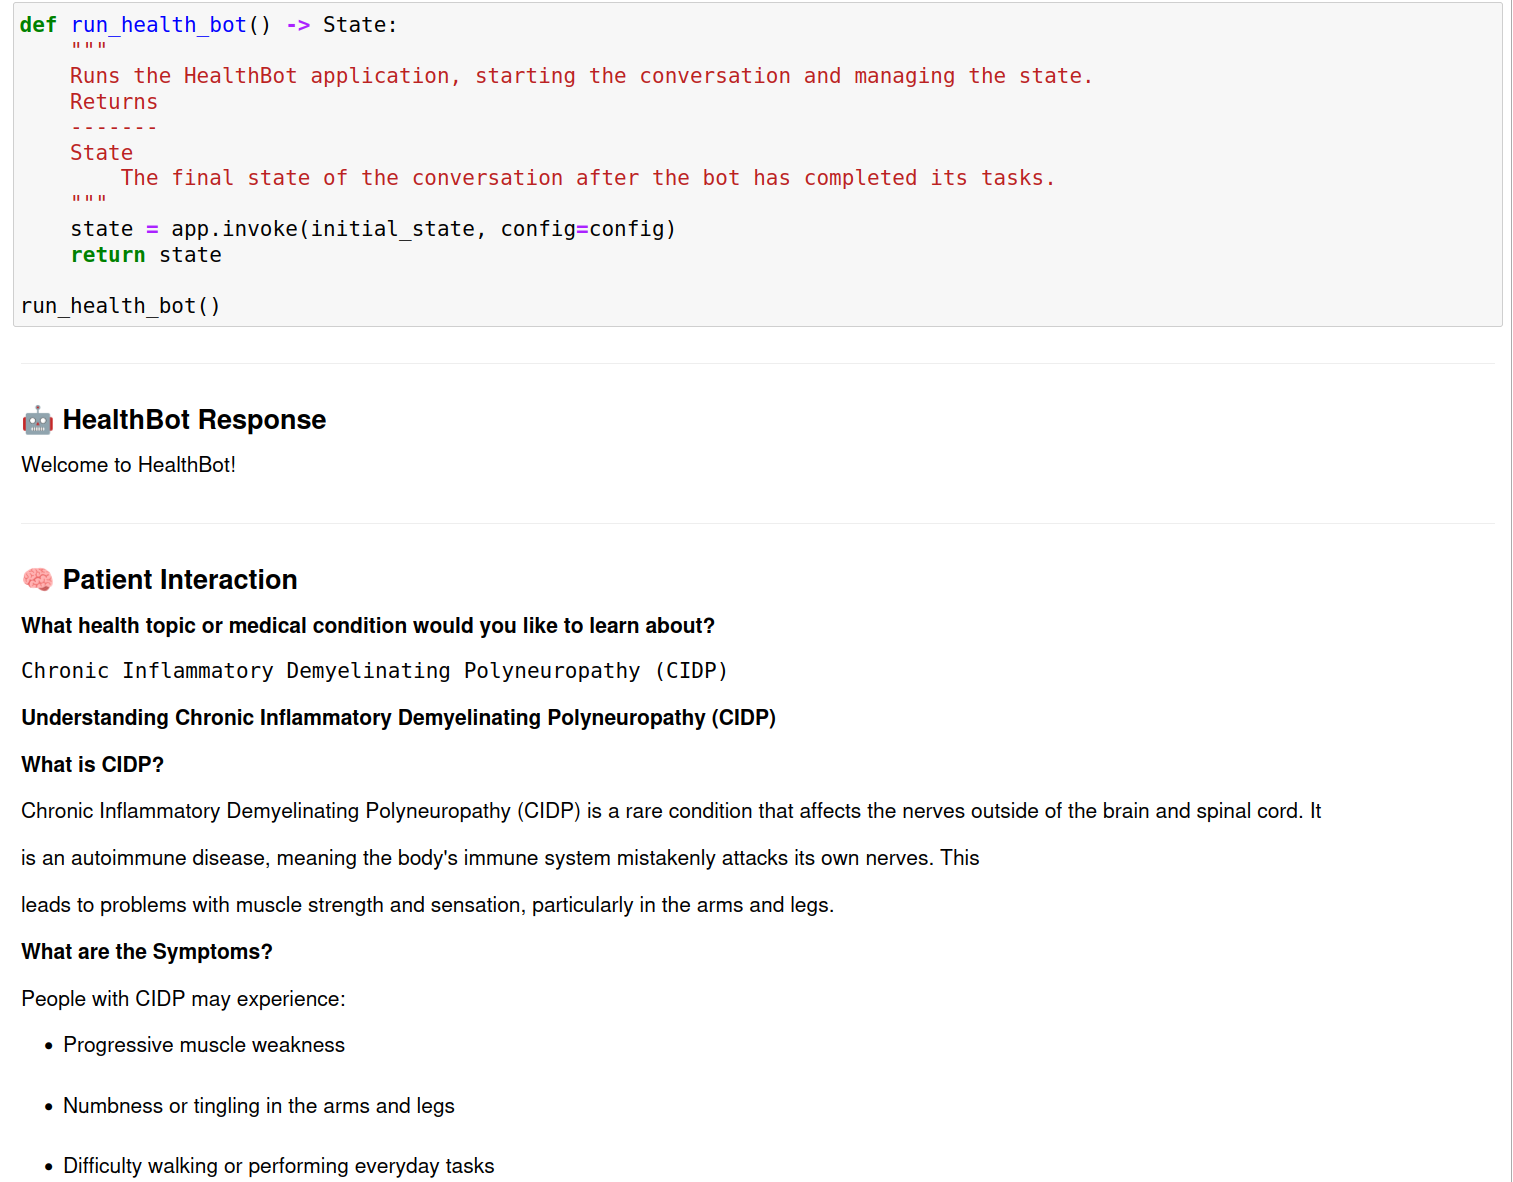 def run_health_bot() -> State:
    """
    Runs the HealthBot application, starting the conversation and managing the state.
    Returns
    -------
    State
        The final state of the conversation after the bot has completed its tasks.
    """
    state = app.invoke(initial_state, config=config)
    return state

run_health_bot()
🤖 HealthBot Response
Welcome to HealthBot!
🧠 Patient Interaction
What health topic or medical condition would you like to learn about?
Chronic Inflammatory Demyelinating Polyneuropathy (CIDP)
Understanding Chronic Inflammatory Demyelinating Polyneuropathy (CIDP)
What is CIDP?
Chronic Inflammatory Demyelinating Polyneuropathy (CIDP) is a rare condition that affects the nerves outside of the brain and spinal cord. It
is an autoimmune disease, meaning the body's immune system mistakenly attacks its own nerves. This
leads to problems with muscle strength and sensation, particularly in the arms and legs.
What are the Symptoms?
People with CIDP may experience:
• Progressive muscle weakness
• Numbness or tingling in the arms and legs
• Difficulty walking or performing everyday tasks